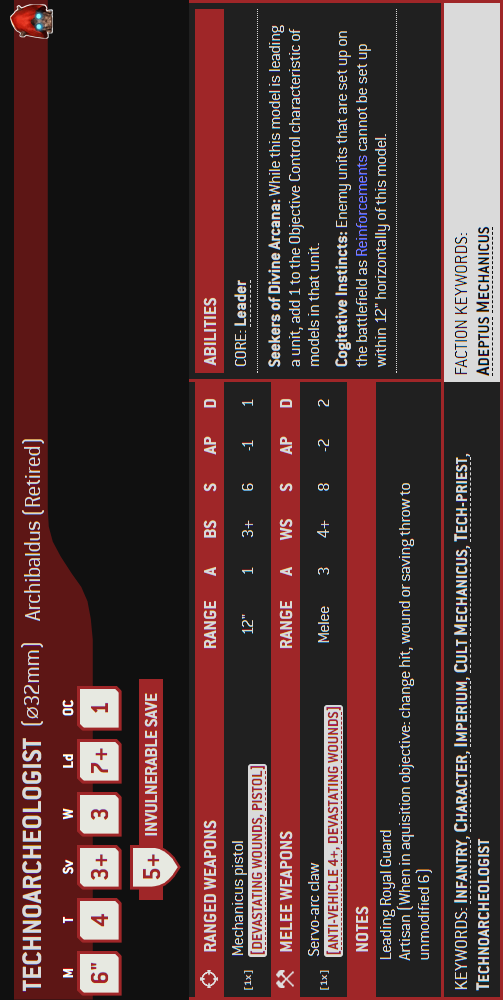 TECHNOARCHEOLOGIST (⌀32mm) Archibaldus (Retired)
M T Sv W Ld OC
6" 4 3+ 3 7+ 1
5+ INVULNERABLE SAVE
RANGED WEAPONS RANGE A BS S AP D
[1x] Mechanicus pistol 12" 1 3+ 6 -1 1
[DEVASTATING WOUNDS, PISTOL]
MELEE WEAPONS RANGE A WS S AP D
[1x] Servo-arc claw Melee 3 4+ 8 -2 2
[ANTI-VEHICLE 4+, DEVASTATING WOUNDS]
NOTES
Leading Royal Guard
Artisan (When in aquisition objective: change hit, wound or saving throw to
unmodified 6)
ABILITIES
CORE: Leader
Seekers of Divine Arcana: While this model is leading
a unit, add 1 to the Objective Control characteristic of
models in that unit.
Cogitative Instincts: Enemy units that are set up on
the battlefield as Reinforcements cannot be set up
within 12" horizontally of this model.
KEYWORDS: INFANTRY, CHARACTER, IMPERIUM, CULT MECHANICUS, TECH-PRIEST,
TECHNOARCHEOLOGIST
FACTION KEYWORDS:
ADEPTUS MECHANICUS